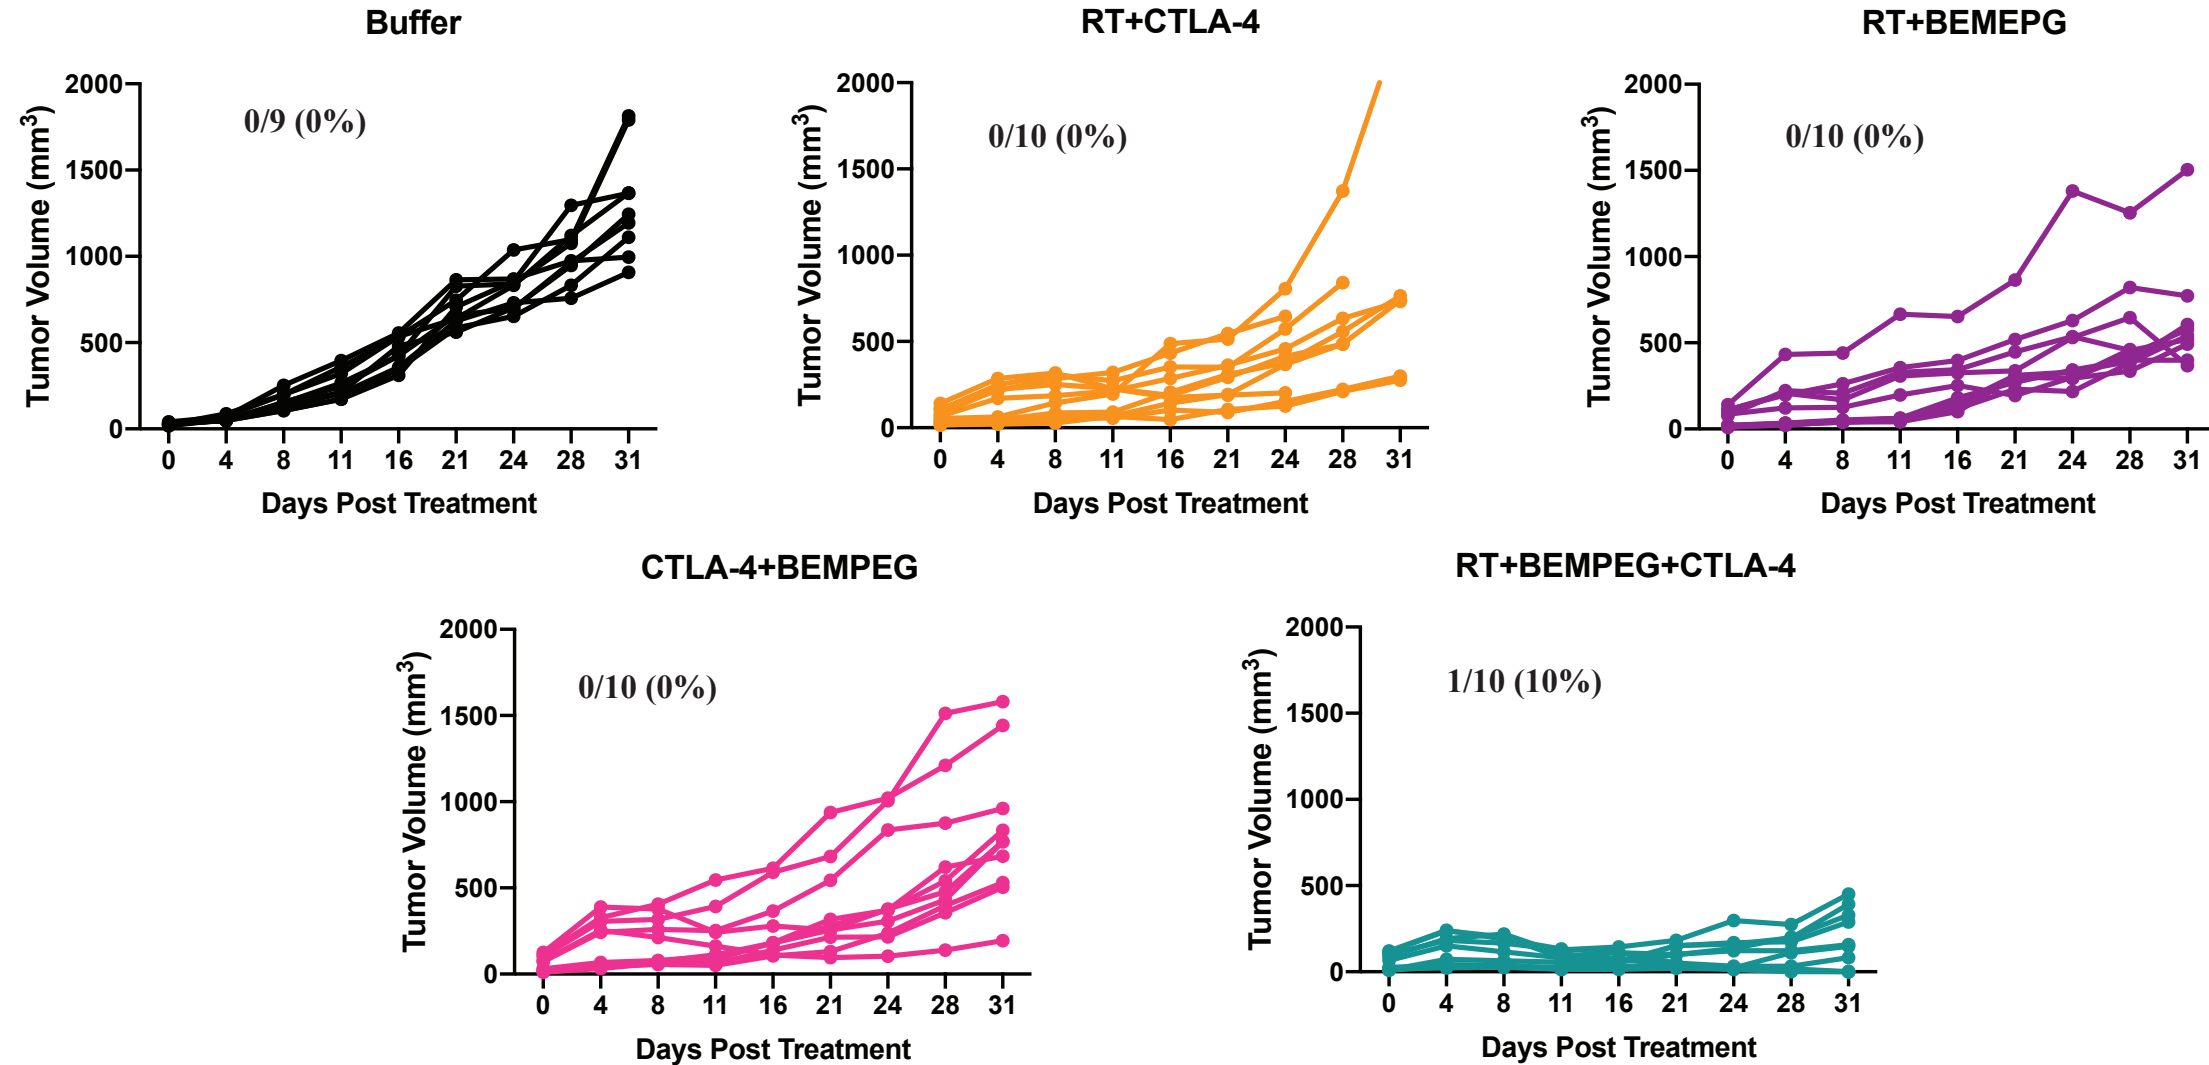 Buffer
RT+CTLA-4
RT+BEMEPG
2000
1500
1000
500
0
Tumor Volume (mm³)
0/9 (0%)
0 4 8 11 16 21 24 28 31
Days Post Treatment
2000
1500
1000
500
0
Tumor Volume (mm³)
0/10 (0%)
0 4 8 11 16 21 24 28 31
Days Post Treatment
2000
1500
1000
500
0
Tumor Volume (mm³)
0/10 (0%)
0 4 8 11 16 21 24 28 31
Days Post Treatment
CTLA-4+BEMPEG
RT+BEMPEG+CTLA-4
2000
1500
1000
500
0
Tumor Volume (mm³)
0/10 (0%)
0 4 8 11 16 21 24 28 31
Days Post Treatment
2000
1500
1000
500
0
Tumor Volume (mm³)
1/10 (10%)
0 4 8 11 16 21 24 28 31
Days Post Treatment